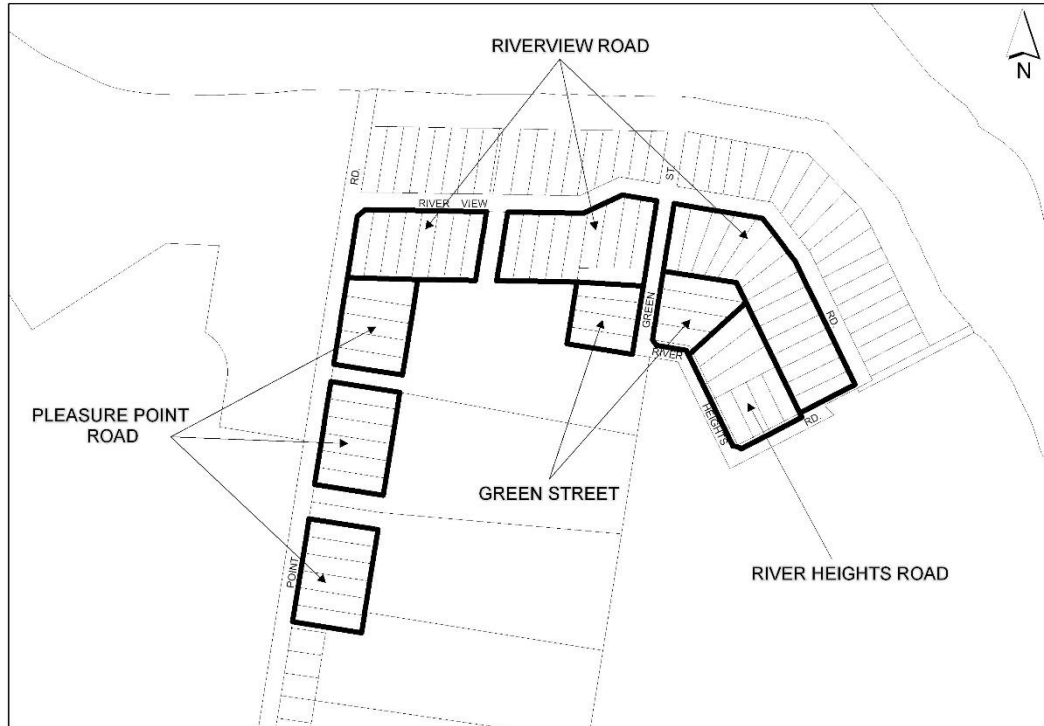 RIVERVIEW ROAD
N
RD.
ST.
RIVER VIEW
GREEN
RIVER
RD.
PLEASURE POINT
ROAD
HEIGHTS
RD.
GREEN STREET
POINT
RIVER HEIGHTS ROAD